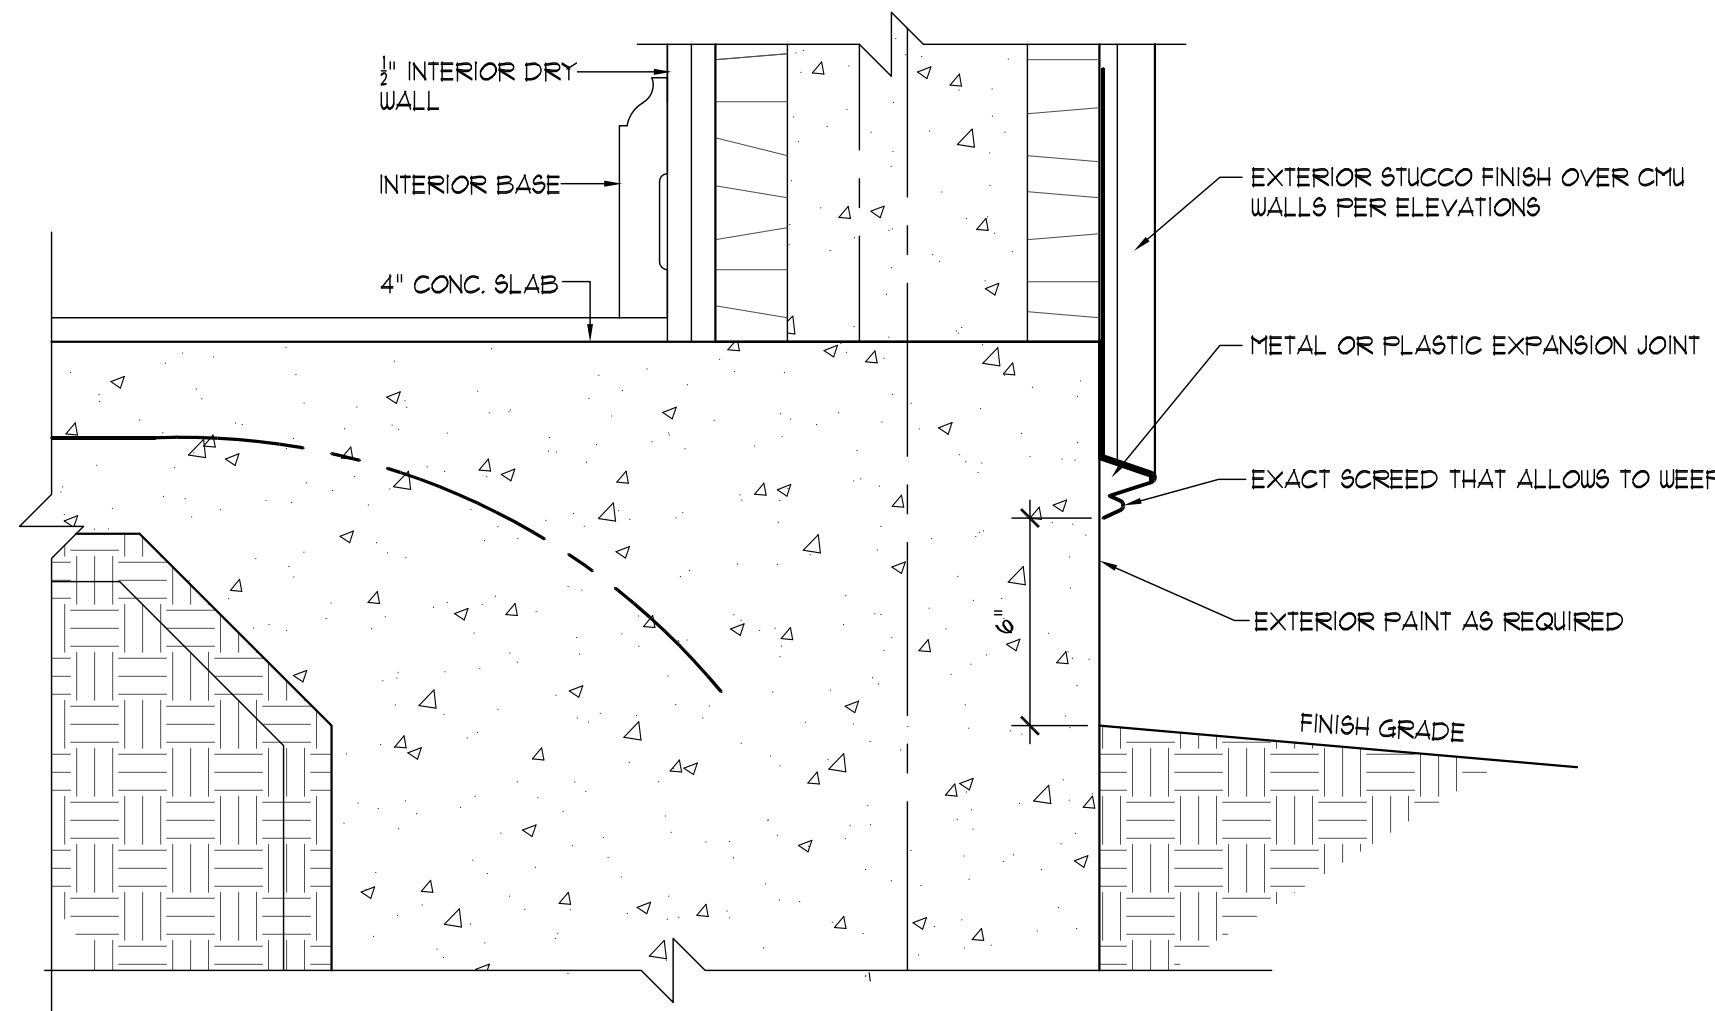 ½" INTERIOR DRY
WALL
INTERIOR BASE
4" CONC. SLAB
EXTERIOR STUCCO FINISH OVER CMU
WALLS PER ELEVATIONS
METAL OR PLASTIC EXPANSION JOINT
EXACT SCREED THAT ALLOWS TO
6"
EXTERIOR PAINT AS REQUIRED
FINISH GRADE